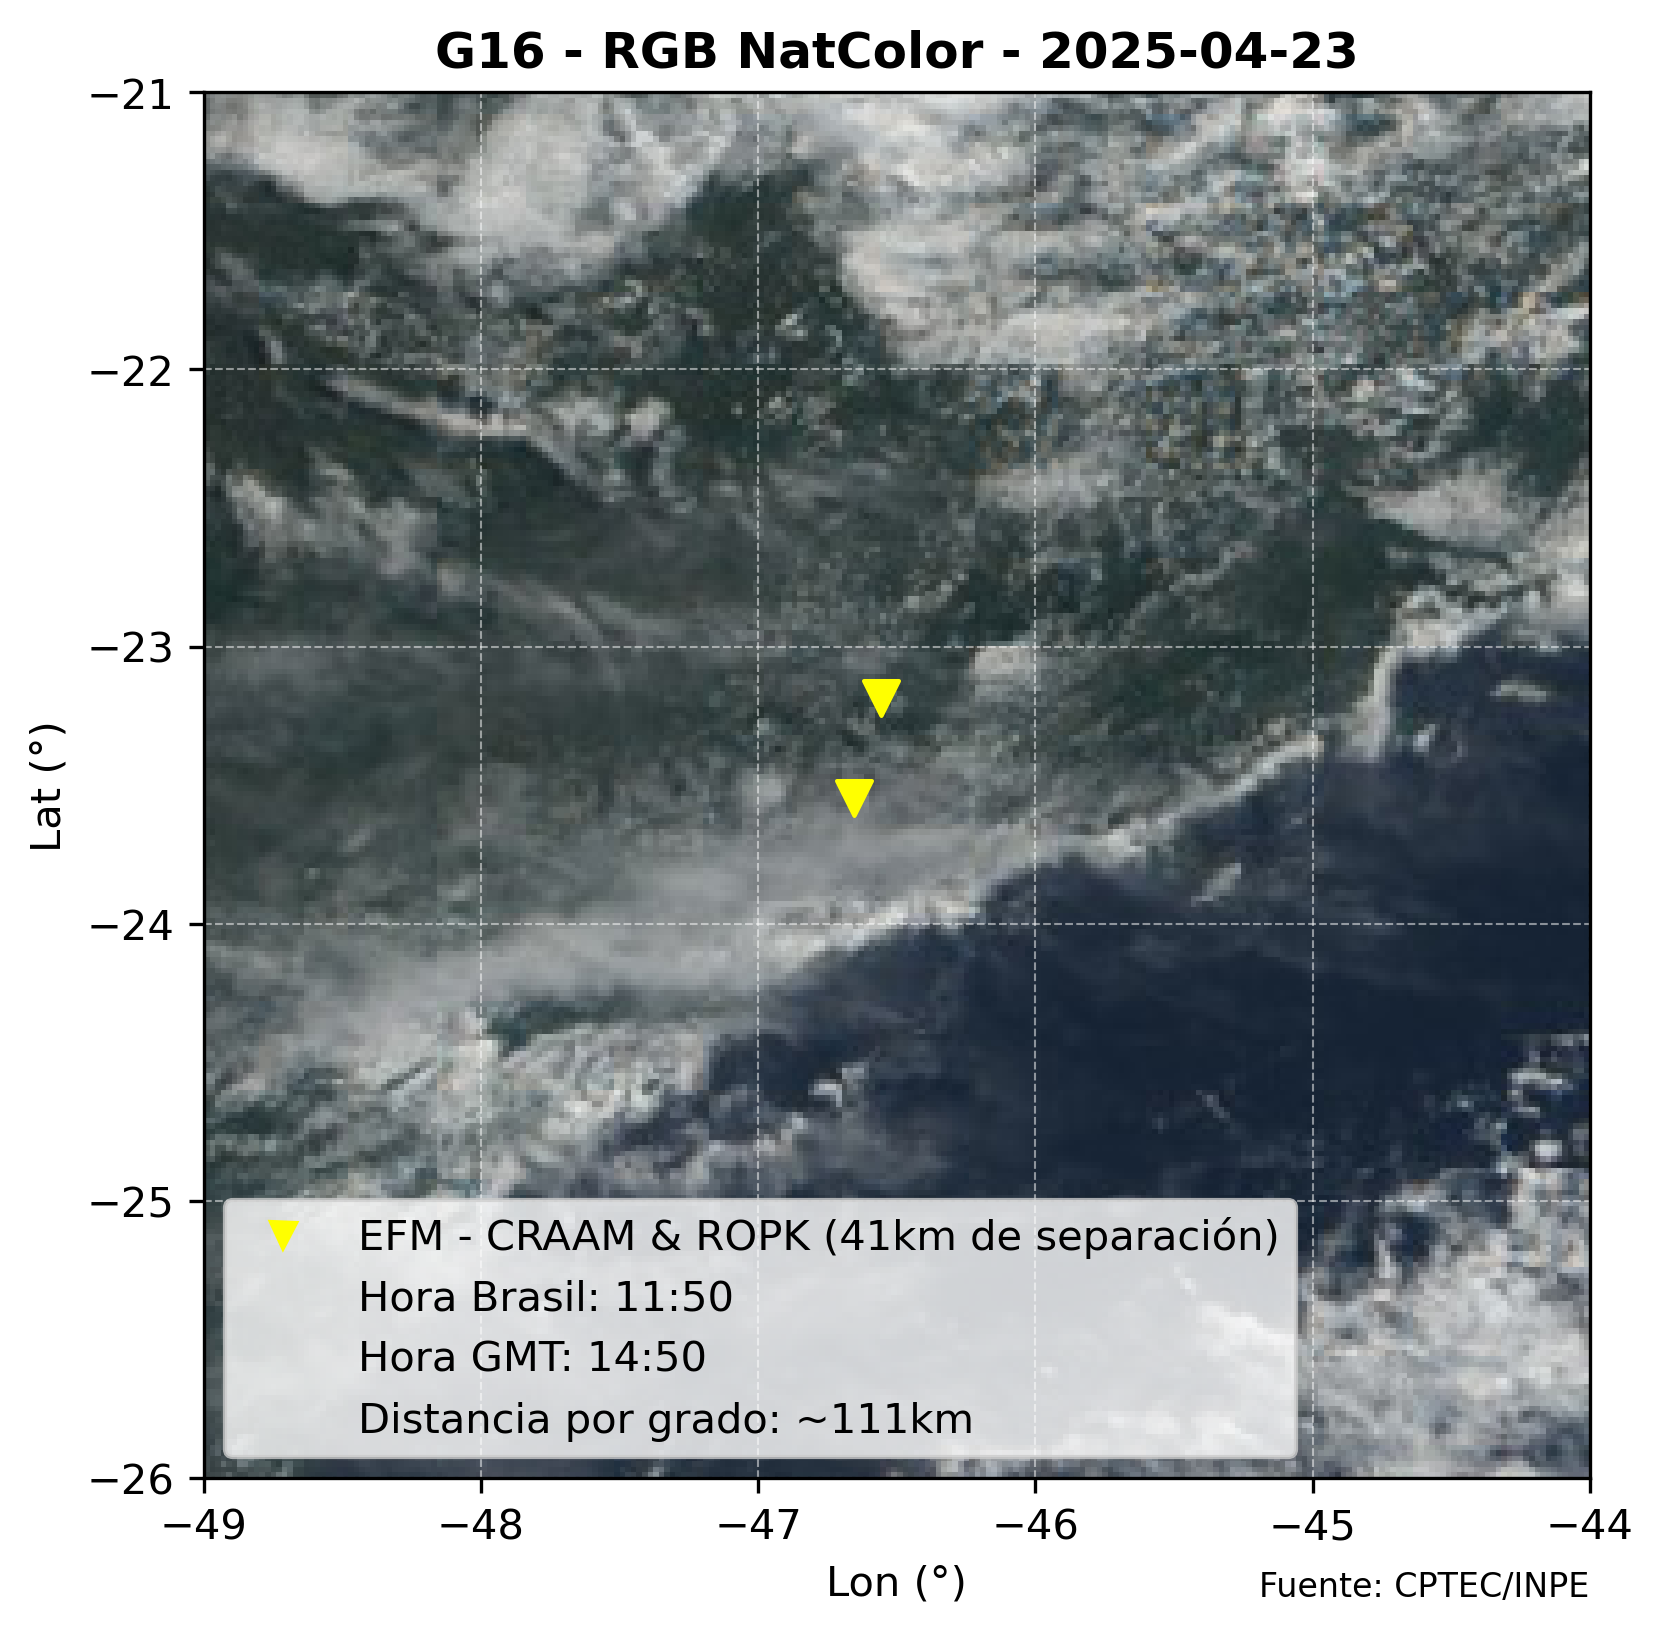 G16 - RGB NatColor - 2025-04-23
−21
−22
−23
−24
−25
−26
Lat (°)
EFM - CRAAM & ROPK (41km de separación)
Hora Brasil: 11:50
Hora GMT: 14:50
Distancia por grado: ~111km
−49
−48
−47
−46
−45
−44
Lon (°)
Fuente: CPTEC/INPE